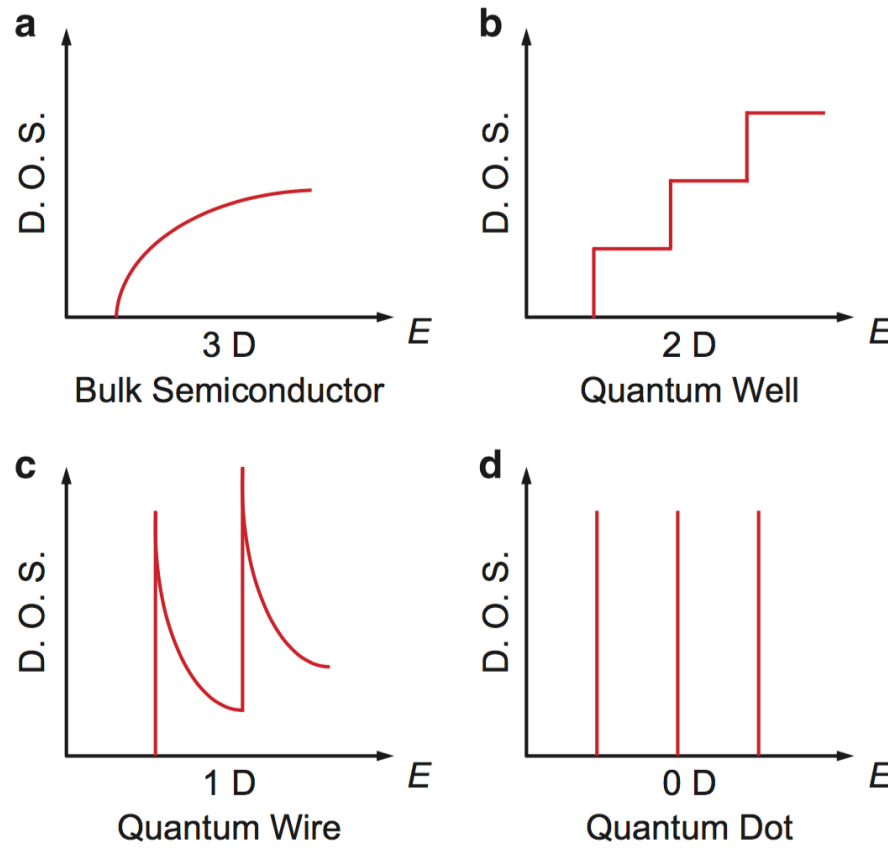 a
D. O. S.
E
3 D
Bulk Semiconductor
b
D. O. S.
E
2 D
Quantum Well
c
D. O. S.
E
1 D
Quantum Wire
d
D. O. S.
E
0 D
Quantum Dot